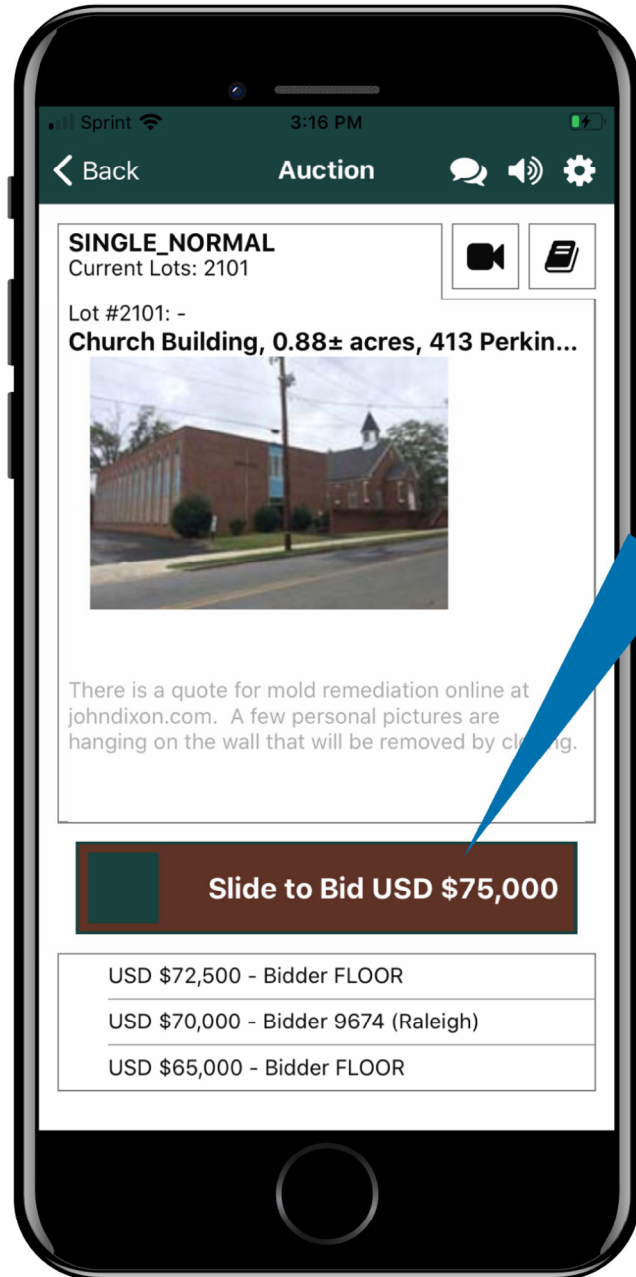 Sprint 3:16 PM
Back Auction
SINGLE_NORMAL
Current Lots: 2101
Lot #2101: -
Church Building, 0.88± acres, 413 Perkin...
There is a quote for mold remediation online at
johndixon.com. A few personal pictures are
hanging on the wall that will be removed by
Slide to Bid USD $75,000
USD $72,500 - Bidder FLOOR
USD $70,000 - Bidder 9674 (Raleigh)
USD $65,000 - Bidder FLOOR